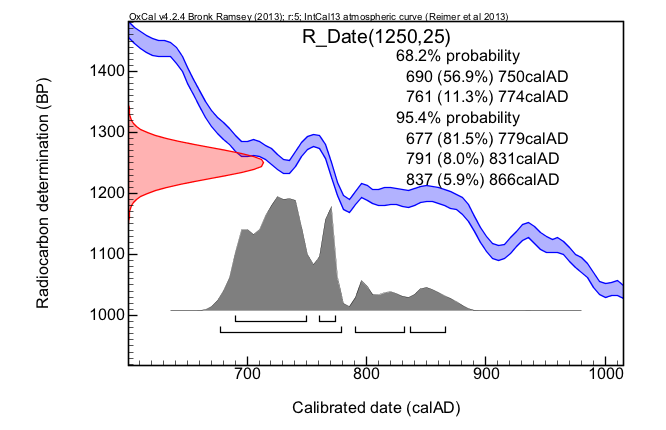 OxCal v4.2.4 Bronk Ramsey (2013); r:5; IntCal13 atmospheric curve (Reimer et al 2013)
R_Date(1250,25)
68.2% probability
690 (56.9%) 750calAD
761 (11.3%) 774calAD
95.4% probability
677 (81.5%) 779calAD
791 (8.0%) 831calAD
837 (5.9%) 866calAD
Radiocarbon determination (BP)
1400
1300
1200
1100
1000
700 800 900 1000
Calibrated date (calAD)